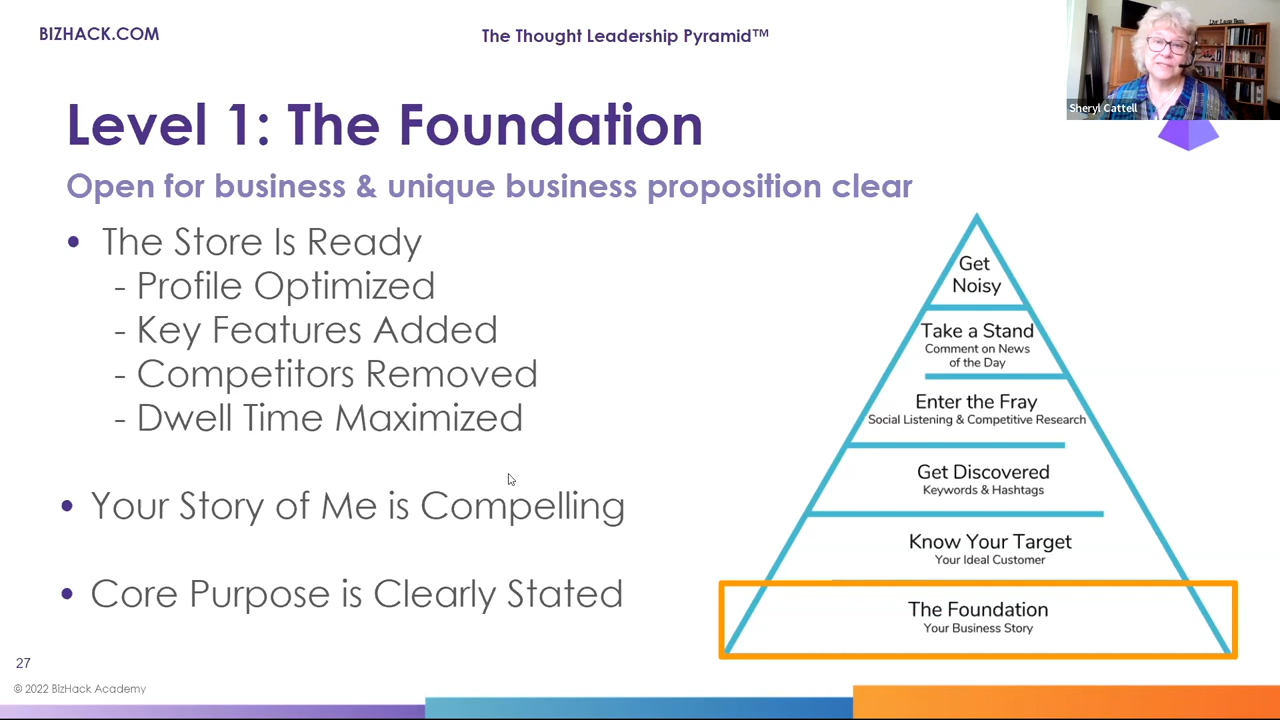 BIZHACK.COM
The Thought Leadership Pyramid™
Sheryl Cattell
Level 1: The Foundation
Open for business & unique business proposition clear
• The Store Is Ready
- Profile Optimized
- Key Features Added
- Competitors Removed
- Dwell Time Maximized
• Your Story of Me is Compelling
• Core Purpose is Clearly Stated
Get
Noisy
Take a Stand
Comment on News
of the Day
Enter the Fray
Social Listening & Competitive Research
Get Discovered
Keywords & Hashtags
Know Your Target
Your Ideal Customer
The Foundation
Your Business Story
27
© 2022 BizHack Academy